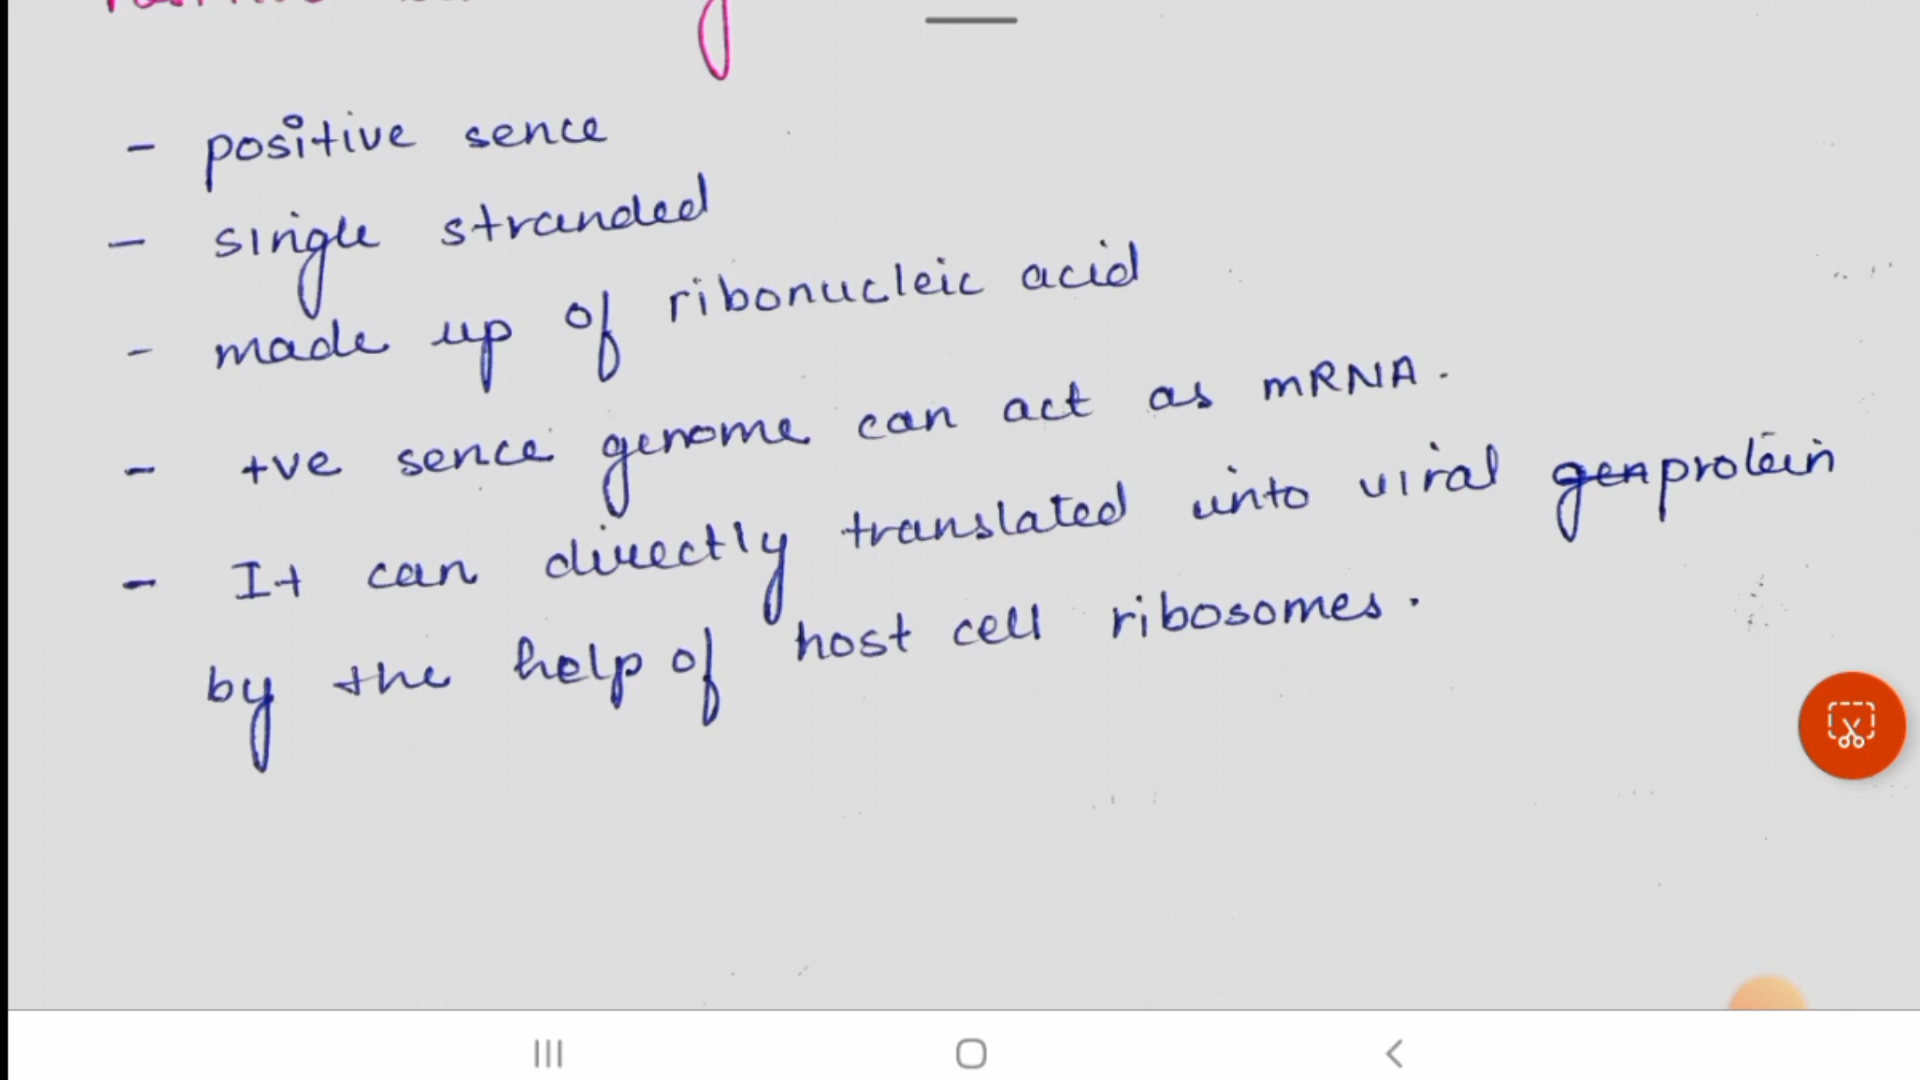 - positive sence
- single stranded
- made up of ribonucleic acid
- +ve sence genome can act as mRNA.
- It can directly translated into viral protein
by the help of host cell ribosomes.